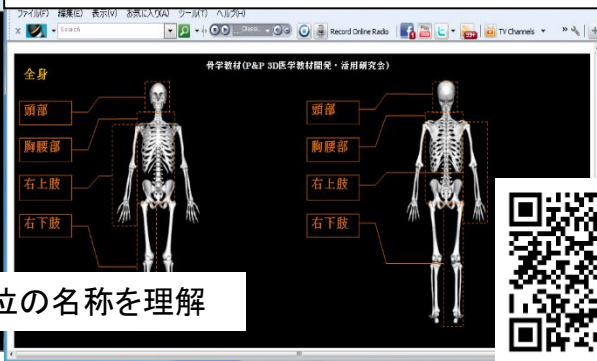 ファイル(F) 編集(E) 表示(V) お気に入り(A) ツール(T) ヘルプ(H)
Search
Record Online Radio
TV Channels
骨学教材(P&P 3D医学教材開発・活用研究会)
全身
頭部
胸腰部
右上肢
右下肢
頭部
胸腰部
右上肢
右下肢
位の名称を理解